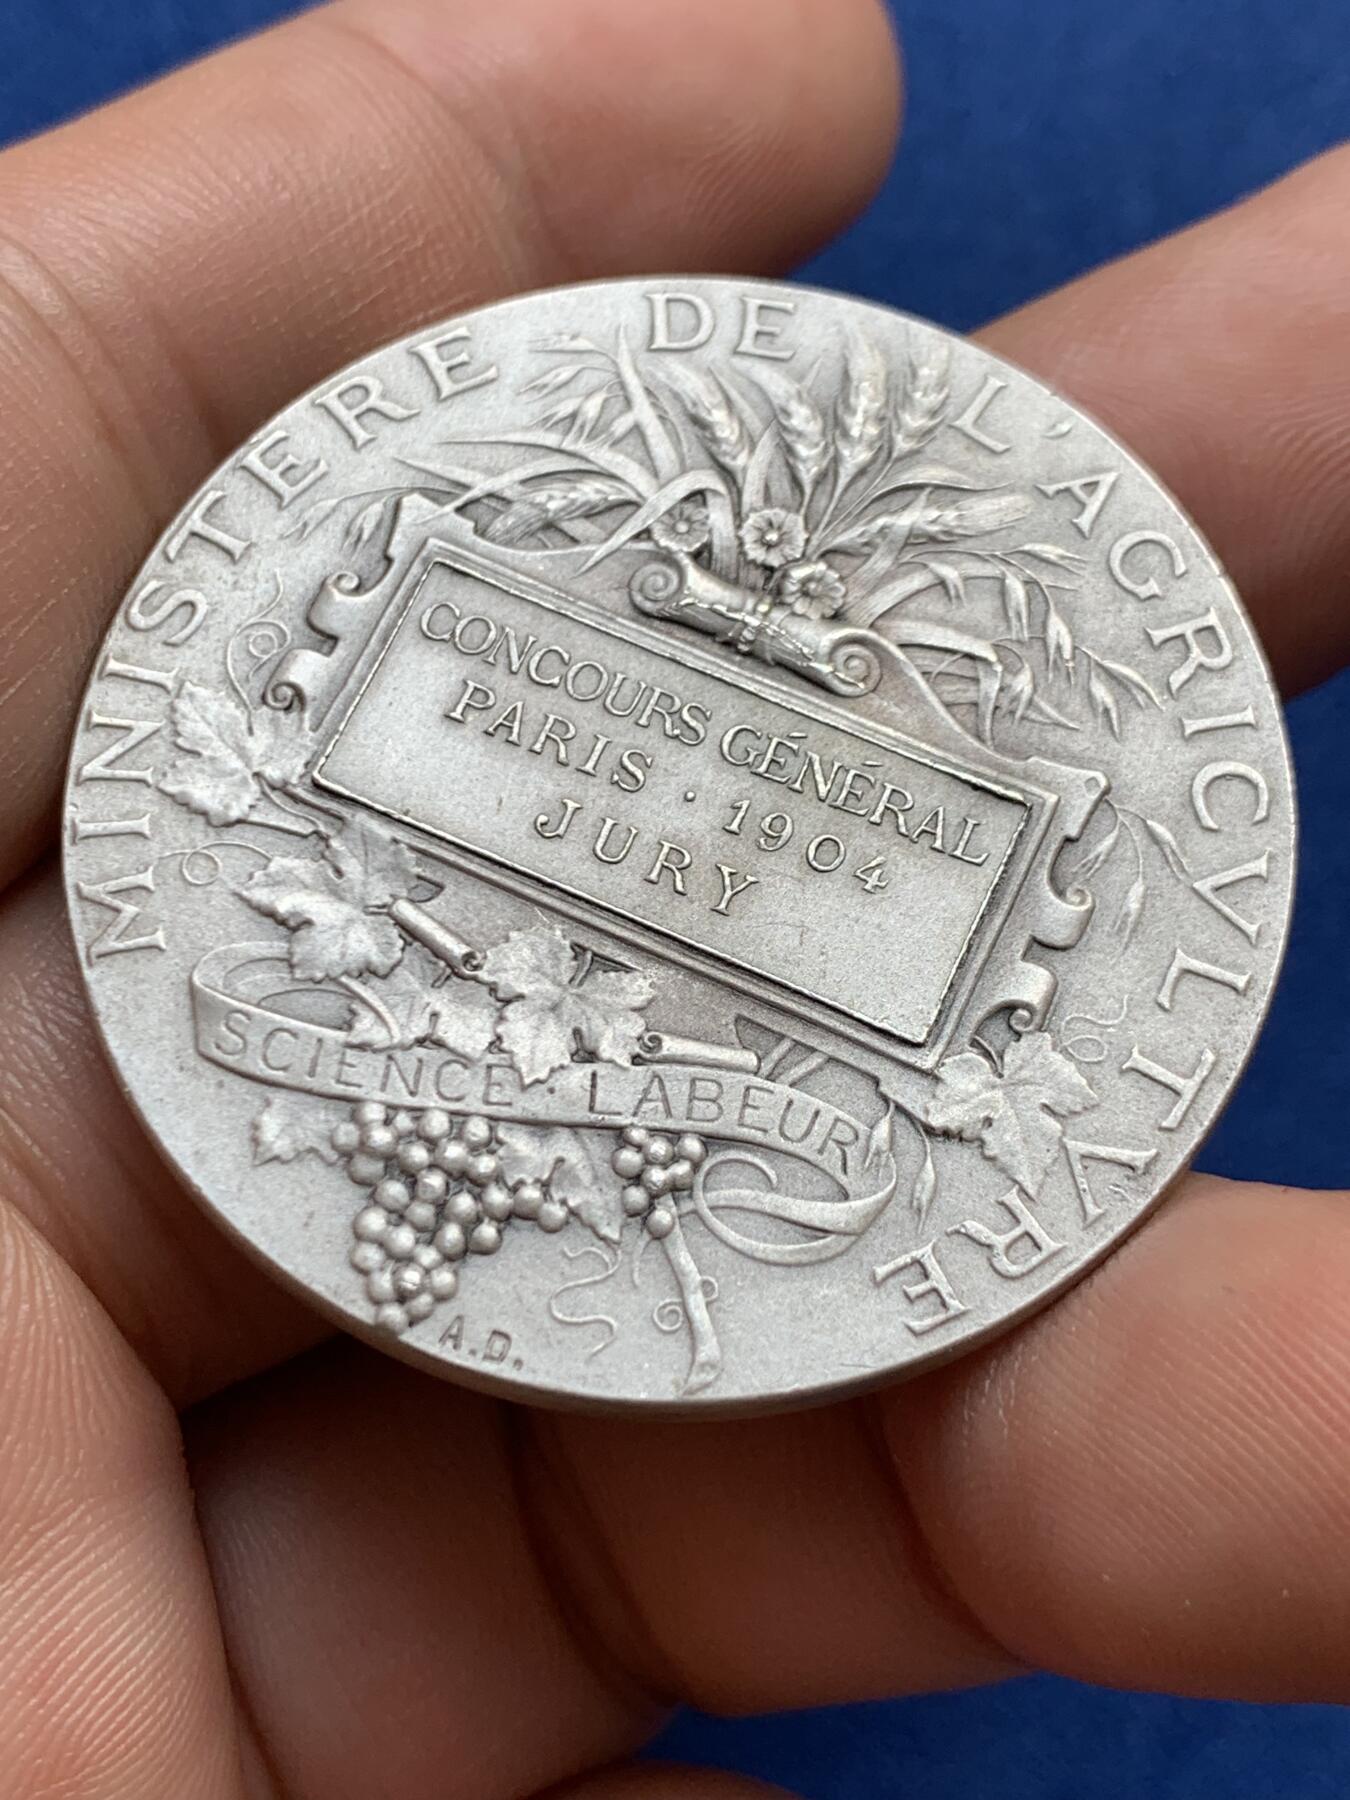 MINISTERE DE L'AGRICVLTVRE
CONCOURS GÉNÉRAL
PARIS · 1904
JURY
SCIENCE · LABEUR
A.D.